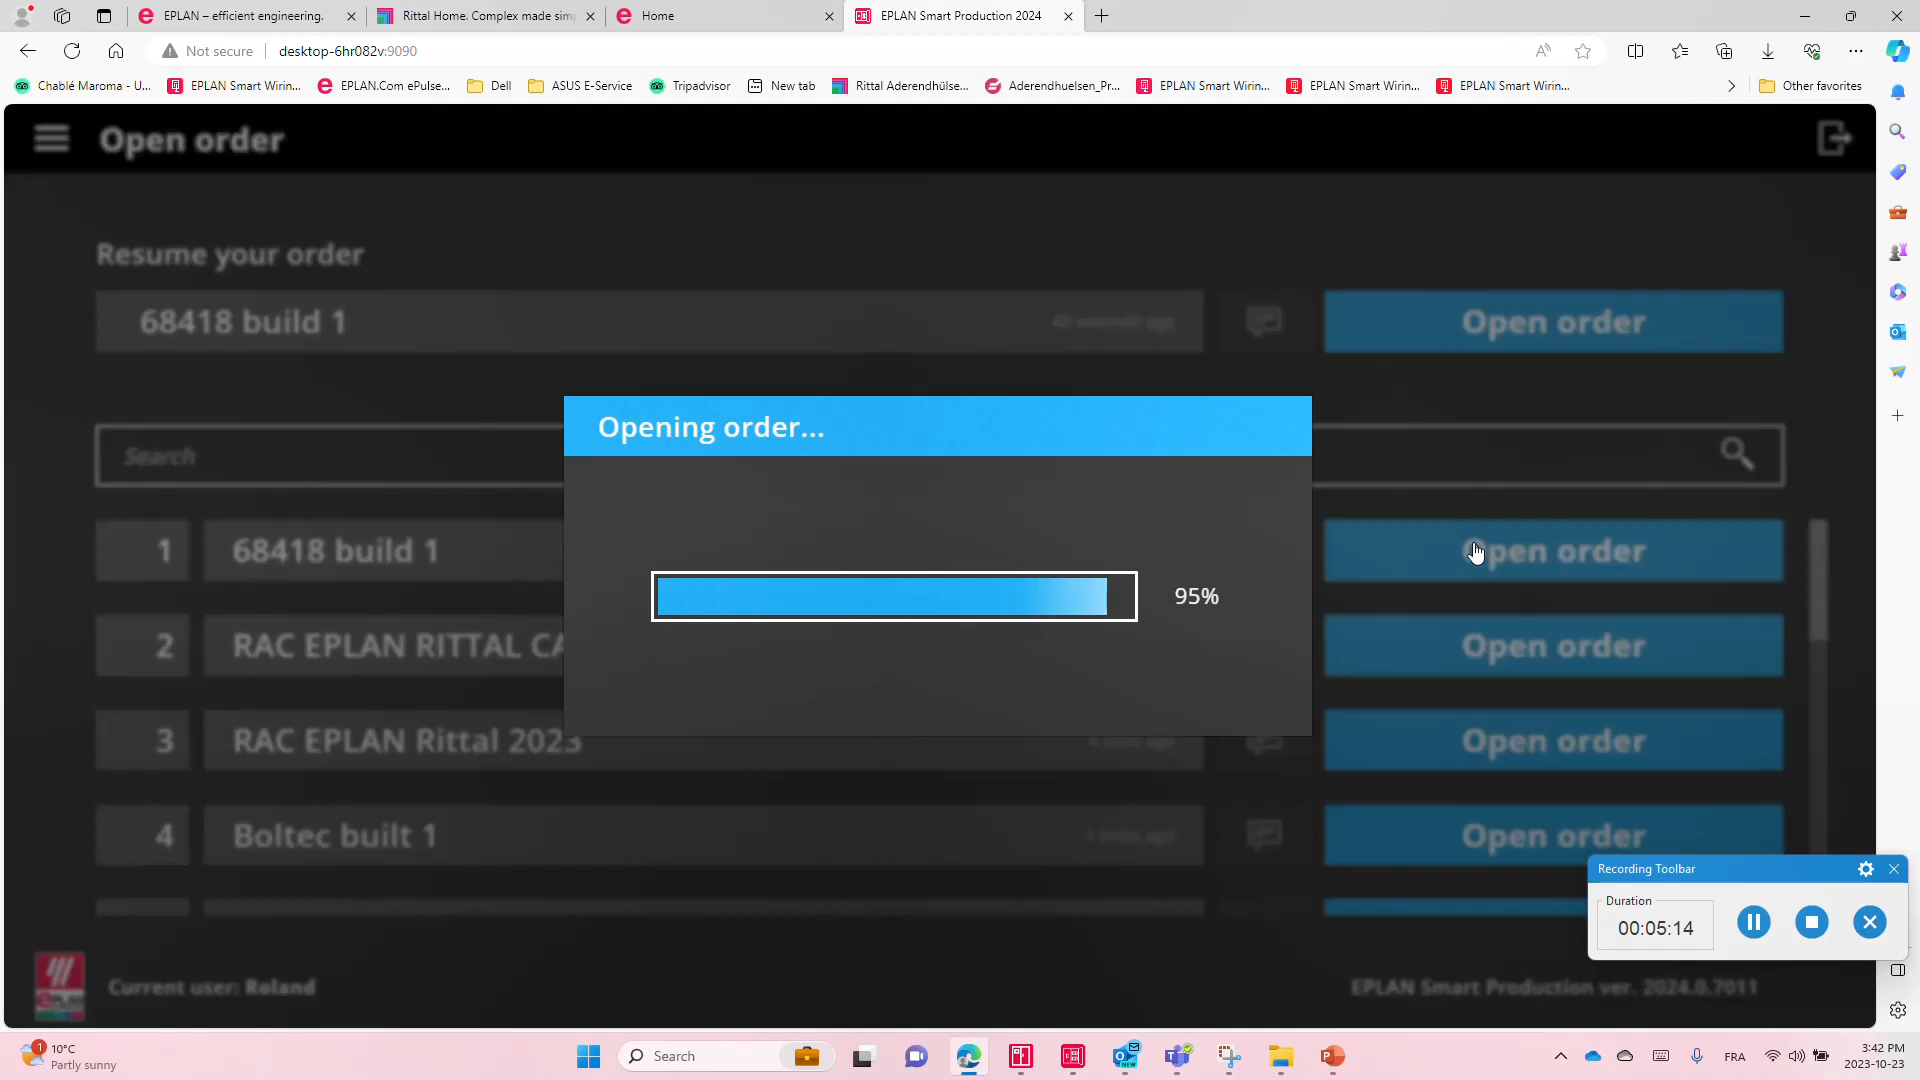 EPLAN – efficient engineering.
Rittal Home. Complex made sim
Home
EPLAN Smart Production 2024
Not secure
desktop-6hr082v:9090
Chablé Maroma - U...
EPLAN Smart Wirin...
EPLAN.Com ePulse...
Dell
ASUS E-Service
Tripadvisor
New tab
Rittal Aderendhülse...
Aderendhuelsen_Pr...
EPLAN Smart Wirin...
EPLAN Smart Wirin...
EPLAN Smart Wirin...
Other favorites
Open order
Resume your order
68418 build 1
Open order
Opening order...
Search
95%
1
68418 build 1
Open order
2
RAC EPLAN RITTAL CA
Open order
3
RAC EPLAN Rittal 2023
Open order
4
Boltec built 1
Open order
Recording Toolbar
Duration
00:05:14
Current user: Roland
EPLAN Smart Production ver. 2024.0.7011
1
10°C
Partly sunny
Search
NEW
FRA
3:42 PM
2023-10-23